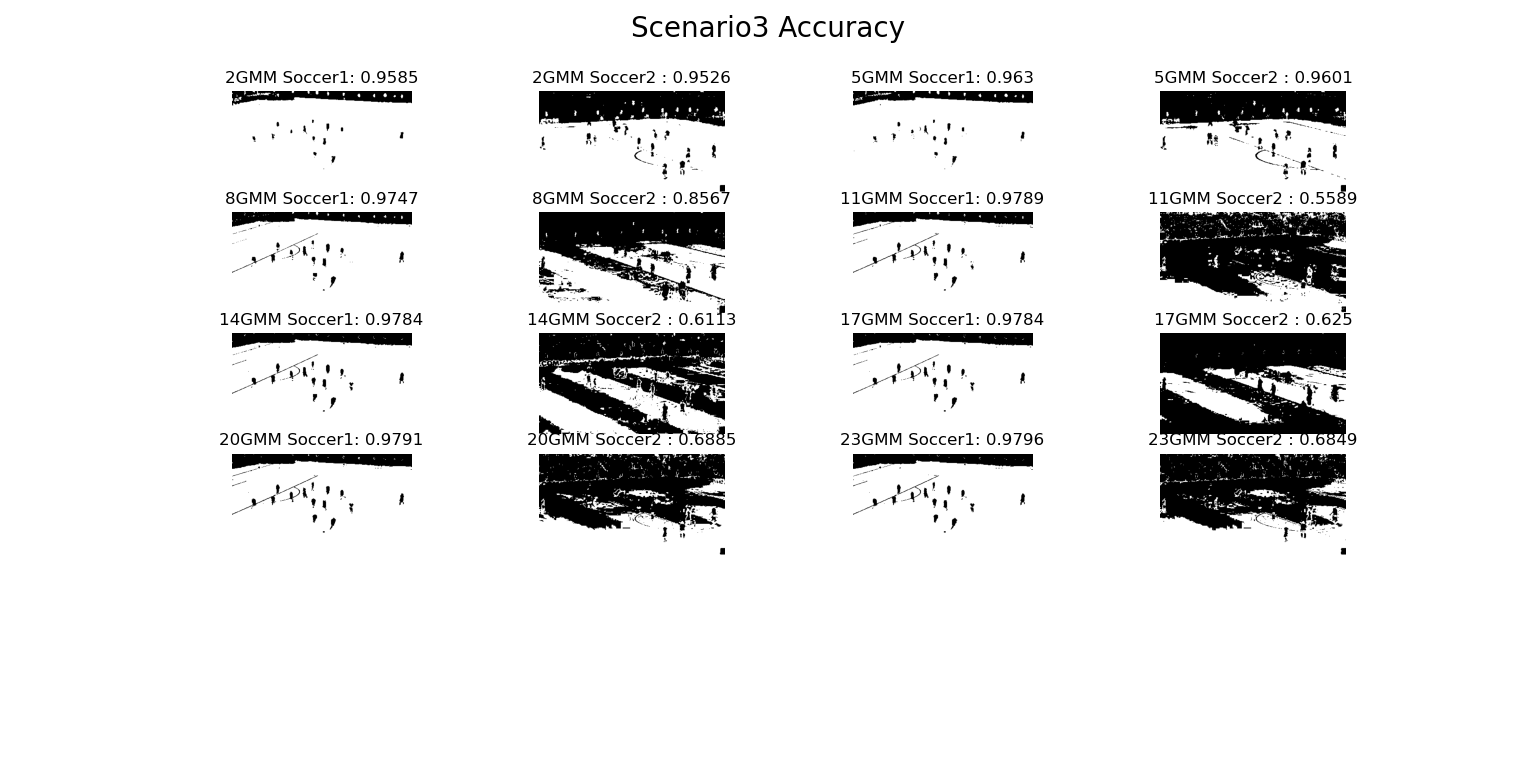 Scenario3 Accuracy
2GMM Soccer1: 0.9585
2GMM Soccer2 : 0.9526
5GMM Soccer1: 0.963
5GMM Soccer2 : 0.9601
8GMM Soccer1: 0.9747
8GMM Soccer2 : 0.8567
11GMM Soccer1: 0.9789
11GMM Soccer2 : 0.5589
14GMM Soccer1: 0.9784
14GMM Soccer2 : 0.6113
17GMM Soccer1: 0.9784
17GMM Soccer2 : 0.625
20GMM Soccer1: 0.9791
20GMM Soccer2 : 0.6885
23GMM Soccer1: 0.9796
23GMM Soccer2 : 0.6849